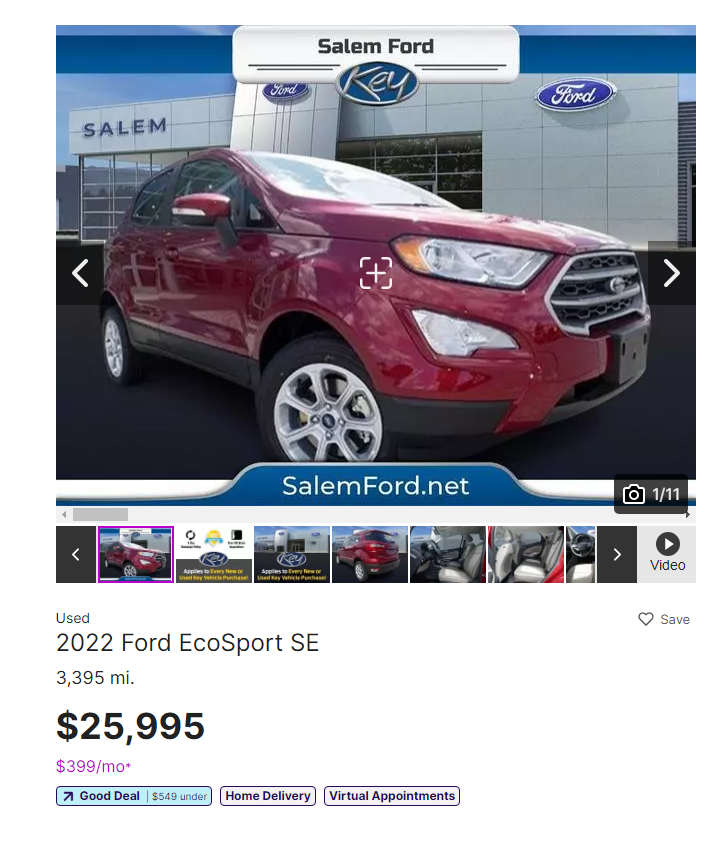 Salem Ford
Key
Ford
Ford
SALEM
SalemFord.net
1/11
Key
Applies to Every New or
Used Key Vehicle Purchase!
Key
Applies to Every New or
Used Key Vehicle Purchase!
Video
Used
Save
2022 Ford EcoSport SE
3,395 mi.
$25,995
$399/mo*
Good Deal | $549 under
Home Delivery
Virtual Appointments